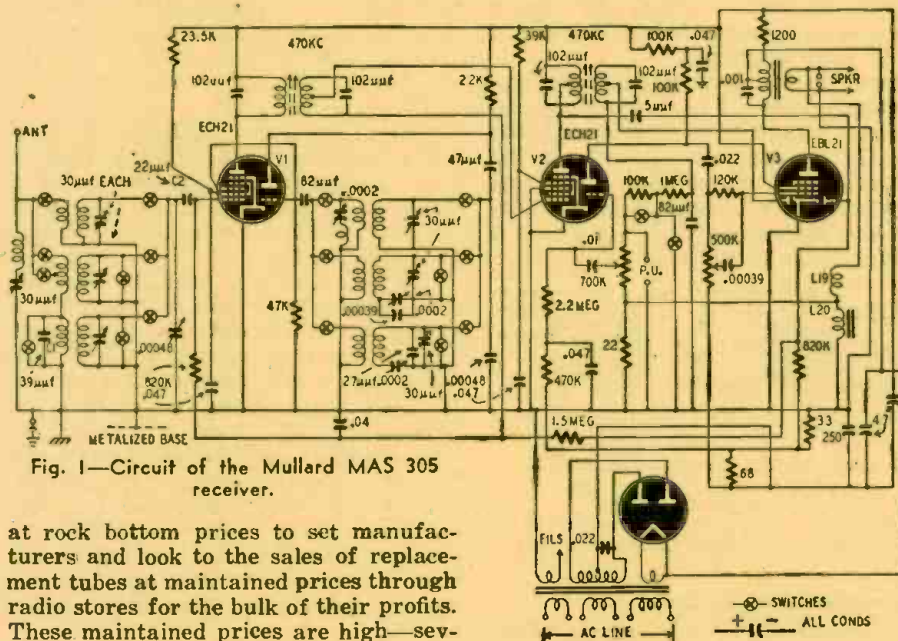 23.5K
470KC
102μμf
102μμf
39K
470KC
102μμf
102μμf
100K
.047
100K
1200
.001
SPKR
ANT
ECH21
V1
2.2K
5μμf
ECH21
V2
EBL21
V3
22μμf
C2
30μμf EACH
82μμf
.0002
47μμf
30μμf
100K
1MEG
82μμf
.022
120K
.01
700K
P.U.
500K
.00039
L19
L20
30μμf
39μμf
.00048
820K
.047
47K
.00039
.0002
27μμf
.0002
30μμf
.00048
.047
.04
2.2MEG
.047
470K
22
820K
1.5MEG
33
250
4.7
68
METALIZED BASE
Fig. 1—Circuit of the Mullard MAS 305
receiver.
FILS
.022
AC LINE
SWITCHES
+ - ALL CONDS
at rock bottom prices to set manufac-
turers and look to the sales of replace-
ment tubes at maintained prices through
radio stores for the bulk of their profits.
These maintained prices are high—sev-